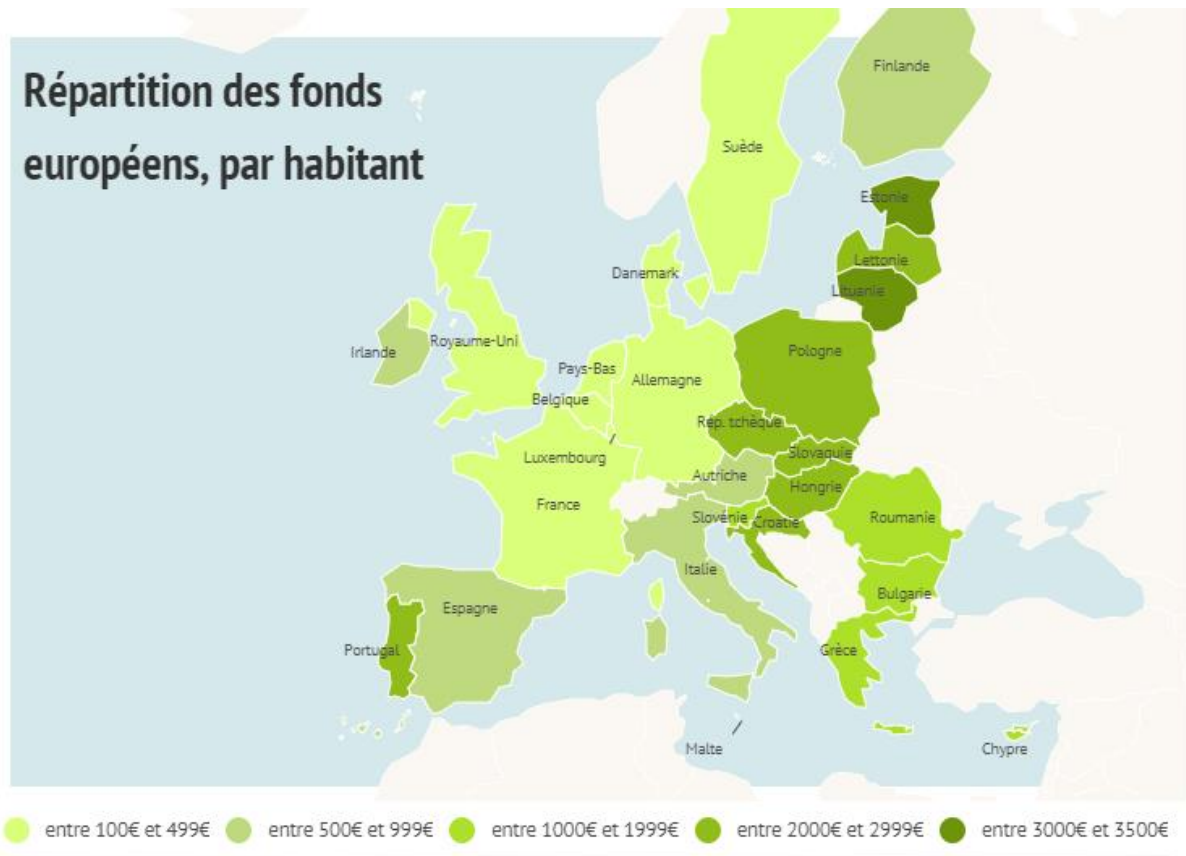 Répartition des fonds
européens, par habitant
Finlande
Suède
Estonie
Lettonie
Danemark
Lituanie
Royaume-Uni
Irlande
Pologne
Pays-Bas
Allemagne
Belgique
Rép. tchèque
Slovaquie
Luxembourg
Autriche
Hongrie
France
Slovénie
Croatie
Roumanie
Italie
Bulgarie
Espagne
Portugal
Grèce
Malte
Chypre
entre 100€ et 499€
entre 500€ et 999€
entre 1000€ et 1999€
entre 2000€ et 2999€
entre 3000€ et 3500€